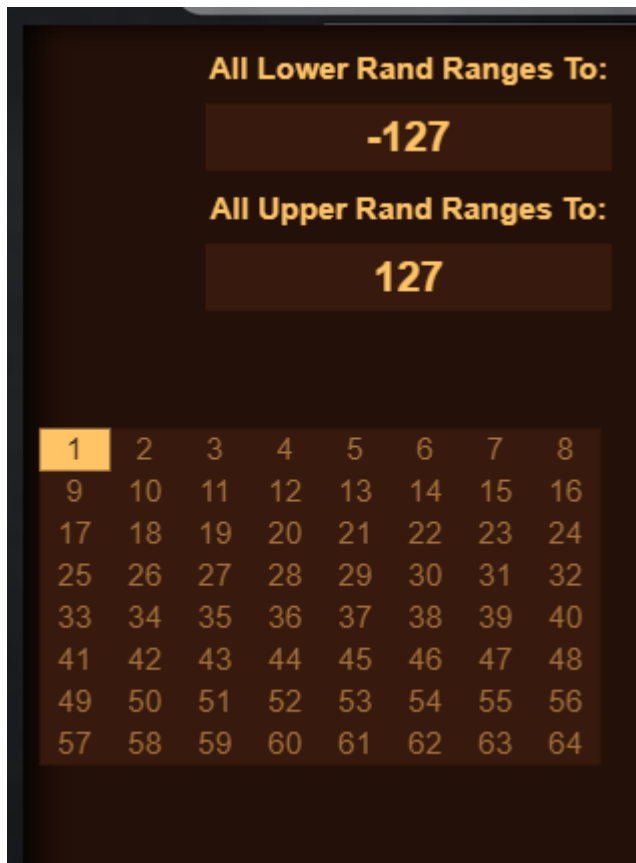 All Lower Rand Ranges To:
-127
All Upper Rand Ranges To:
127
1 2 3 4 5 6 7 8
9 10 11 12 13 14 15 16
17 18 19 20 21 22 23 24
25 26 27 28 29 30 31 32
33 34 35 36 37 38 39 40
41 42 43 44 45 46 47 48
49 50 51 52 53 54 55 56
57 58 59 60 61 62 63 64